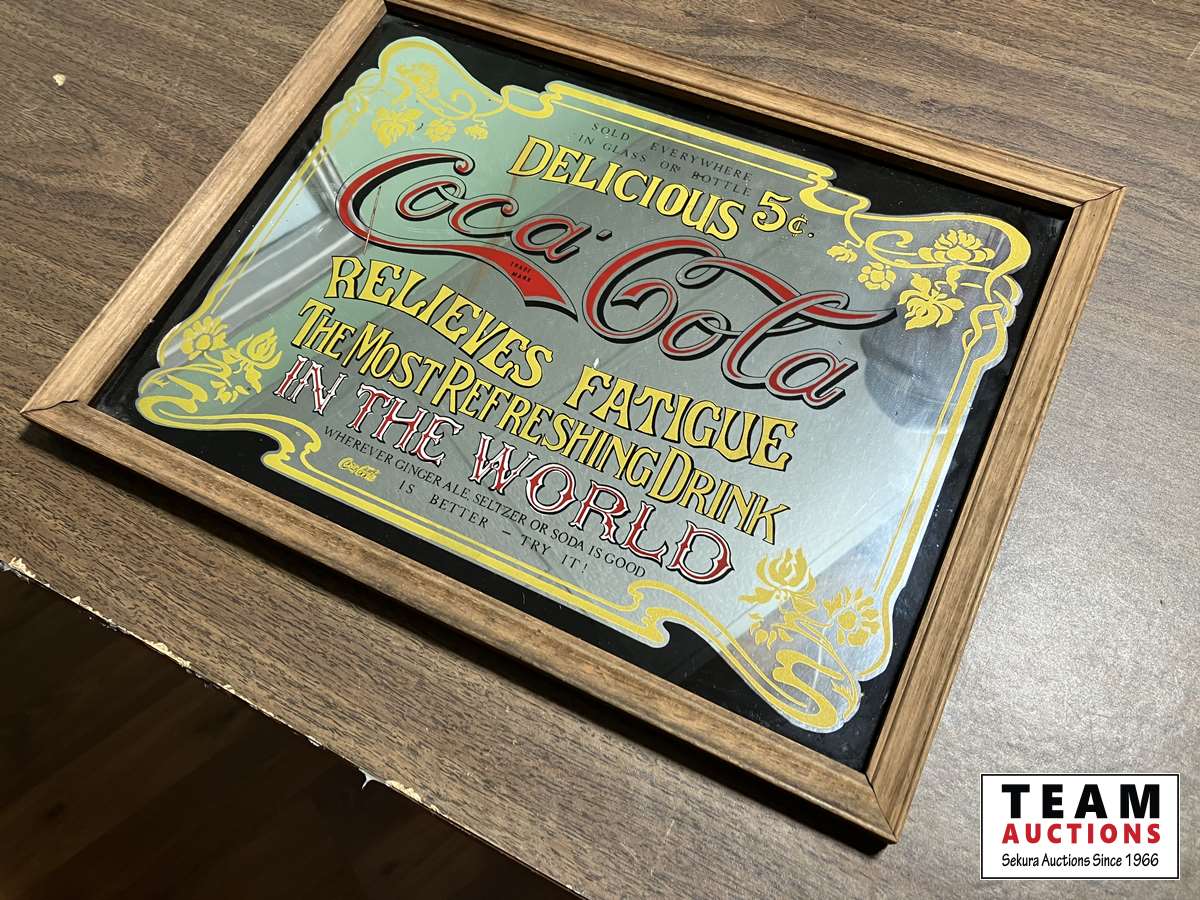 SOLD EVERYWHERE
IN GLASS OR BOTTLE
DELICIOUS 5¢.
Coca-Cola
TRADE
MARK
RELIEVES FATIGUE
THE MOST REFRESHING DRINK
IN THE WORLD
WHEREVER GINGER ALE, SELTZER OR SODA IS GOOD
Coca-Cola
IS BETTER – TRY IT!
TEAM
AUCTIONS
Sekura Auctions Since 1966